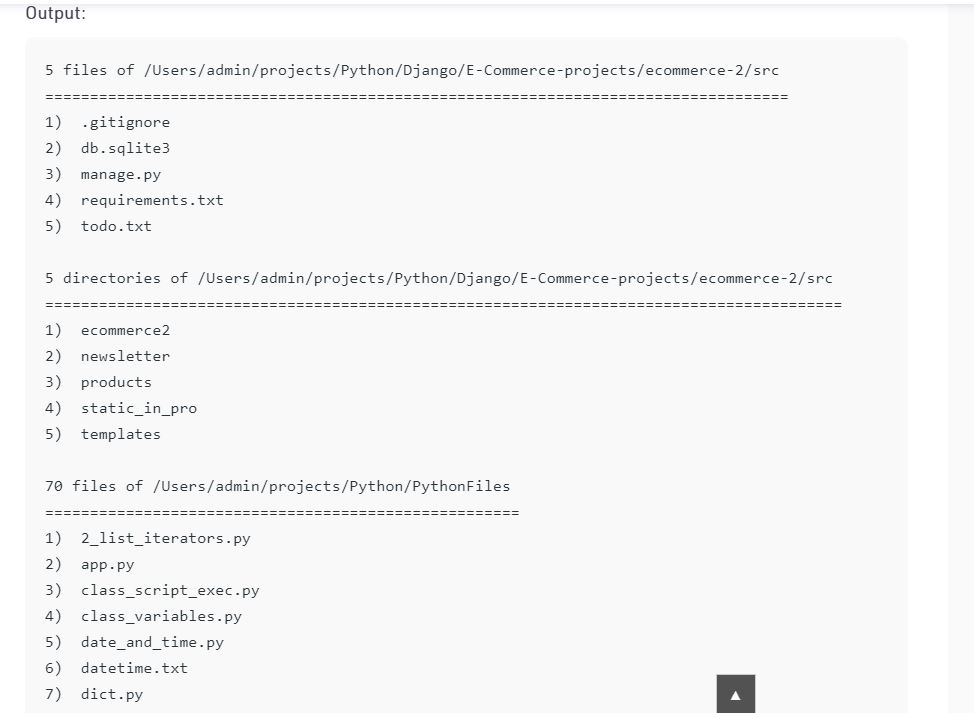 Output:
5 files of /Users/admin/projects/Python/Django/E-Commerce-projects/ecommerce-2/src
===================================================================================
1)  .gitignore
2)  db.sqlite3
3)  manage.py
4)  requirements.txt
5)  todo.txt
5 directories of /Users/admin/projects/Python/Django/E-Commerce-projects/ecommerce-2/src
=========================================================================================
1)  ecommerce2
2)  newsletter
3)  products
4)  static_in_pro
5)  templates
70 files of /Users/admin/projects/Python/PythonFiles
=====================================================
1)  2_list_iterators.py
2)  app.py
3)  class_script_exec.py
4)  class_variables.py
5)  date_and_time.py
6)  datetime.txt
7)  dict.py